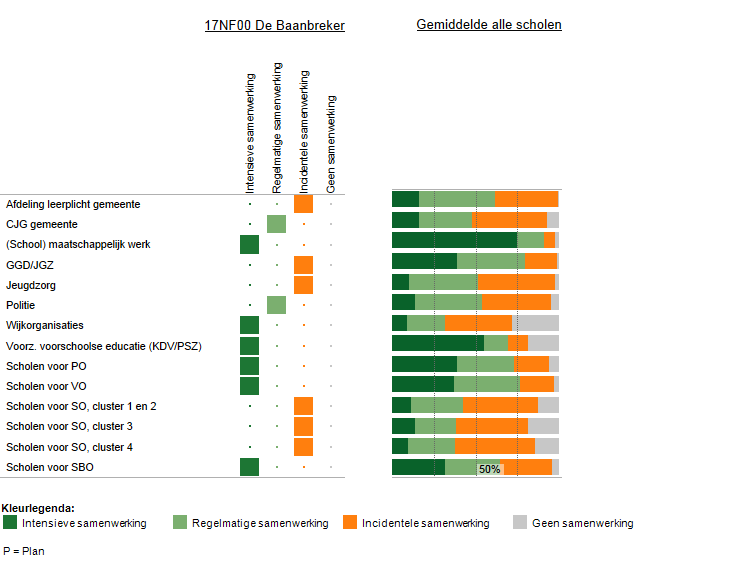 17NF00 De Baanbreker
Gemiddelde alle scholen
Intensieve samenwerking
Regelmatige samenwerking
Incidentele samenwerking
Geen samenwerking
Afdeling leerplicht gemeente
CJG gemeente
(School) maatschappelijk werk
GGD/JGZ
Jeugdzorg
Politie
Wijkorganisaties
Voorz. voorschoolse educatie (KDV/PSZ)
Scholen voor PO
Scholen voor VO
Scholen voor SO, cluster 1 en 2
Scholen voor SO, cluster 3
Scholen voor SO, cluster 4
Scholen voor SBO
50%
Kleurlegenda:
Intensieve samenwerking
Regelmatige samenwerking
Incidentele samenwerking
Geen samenwerking
P = Plan